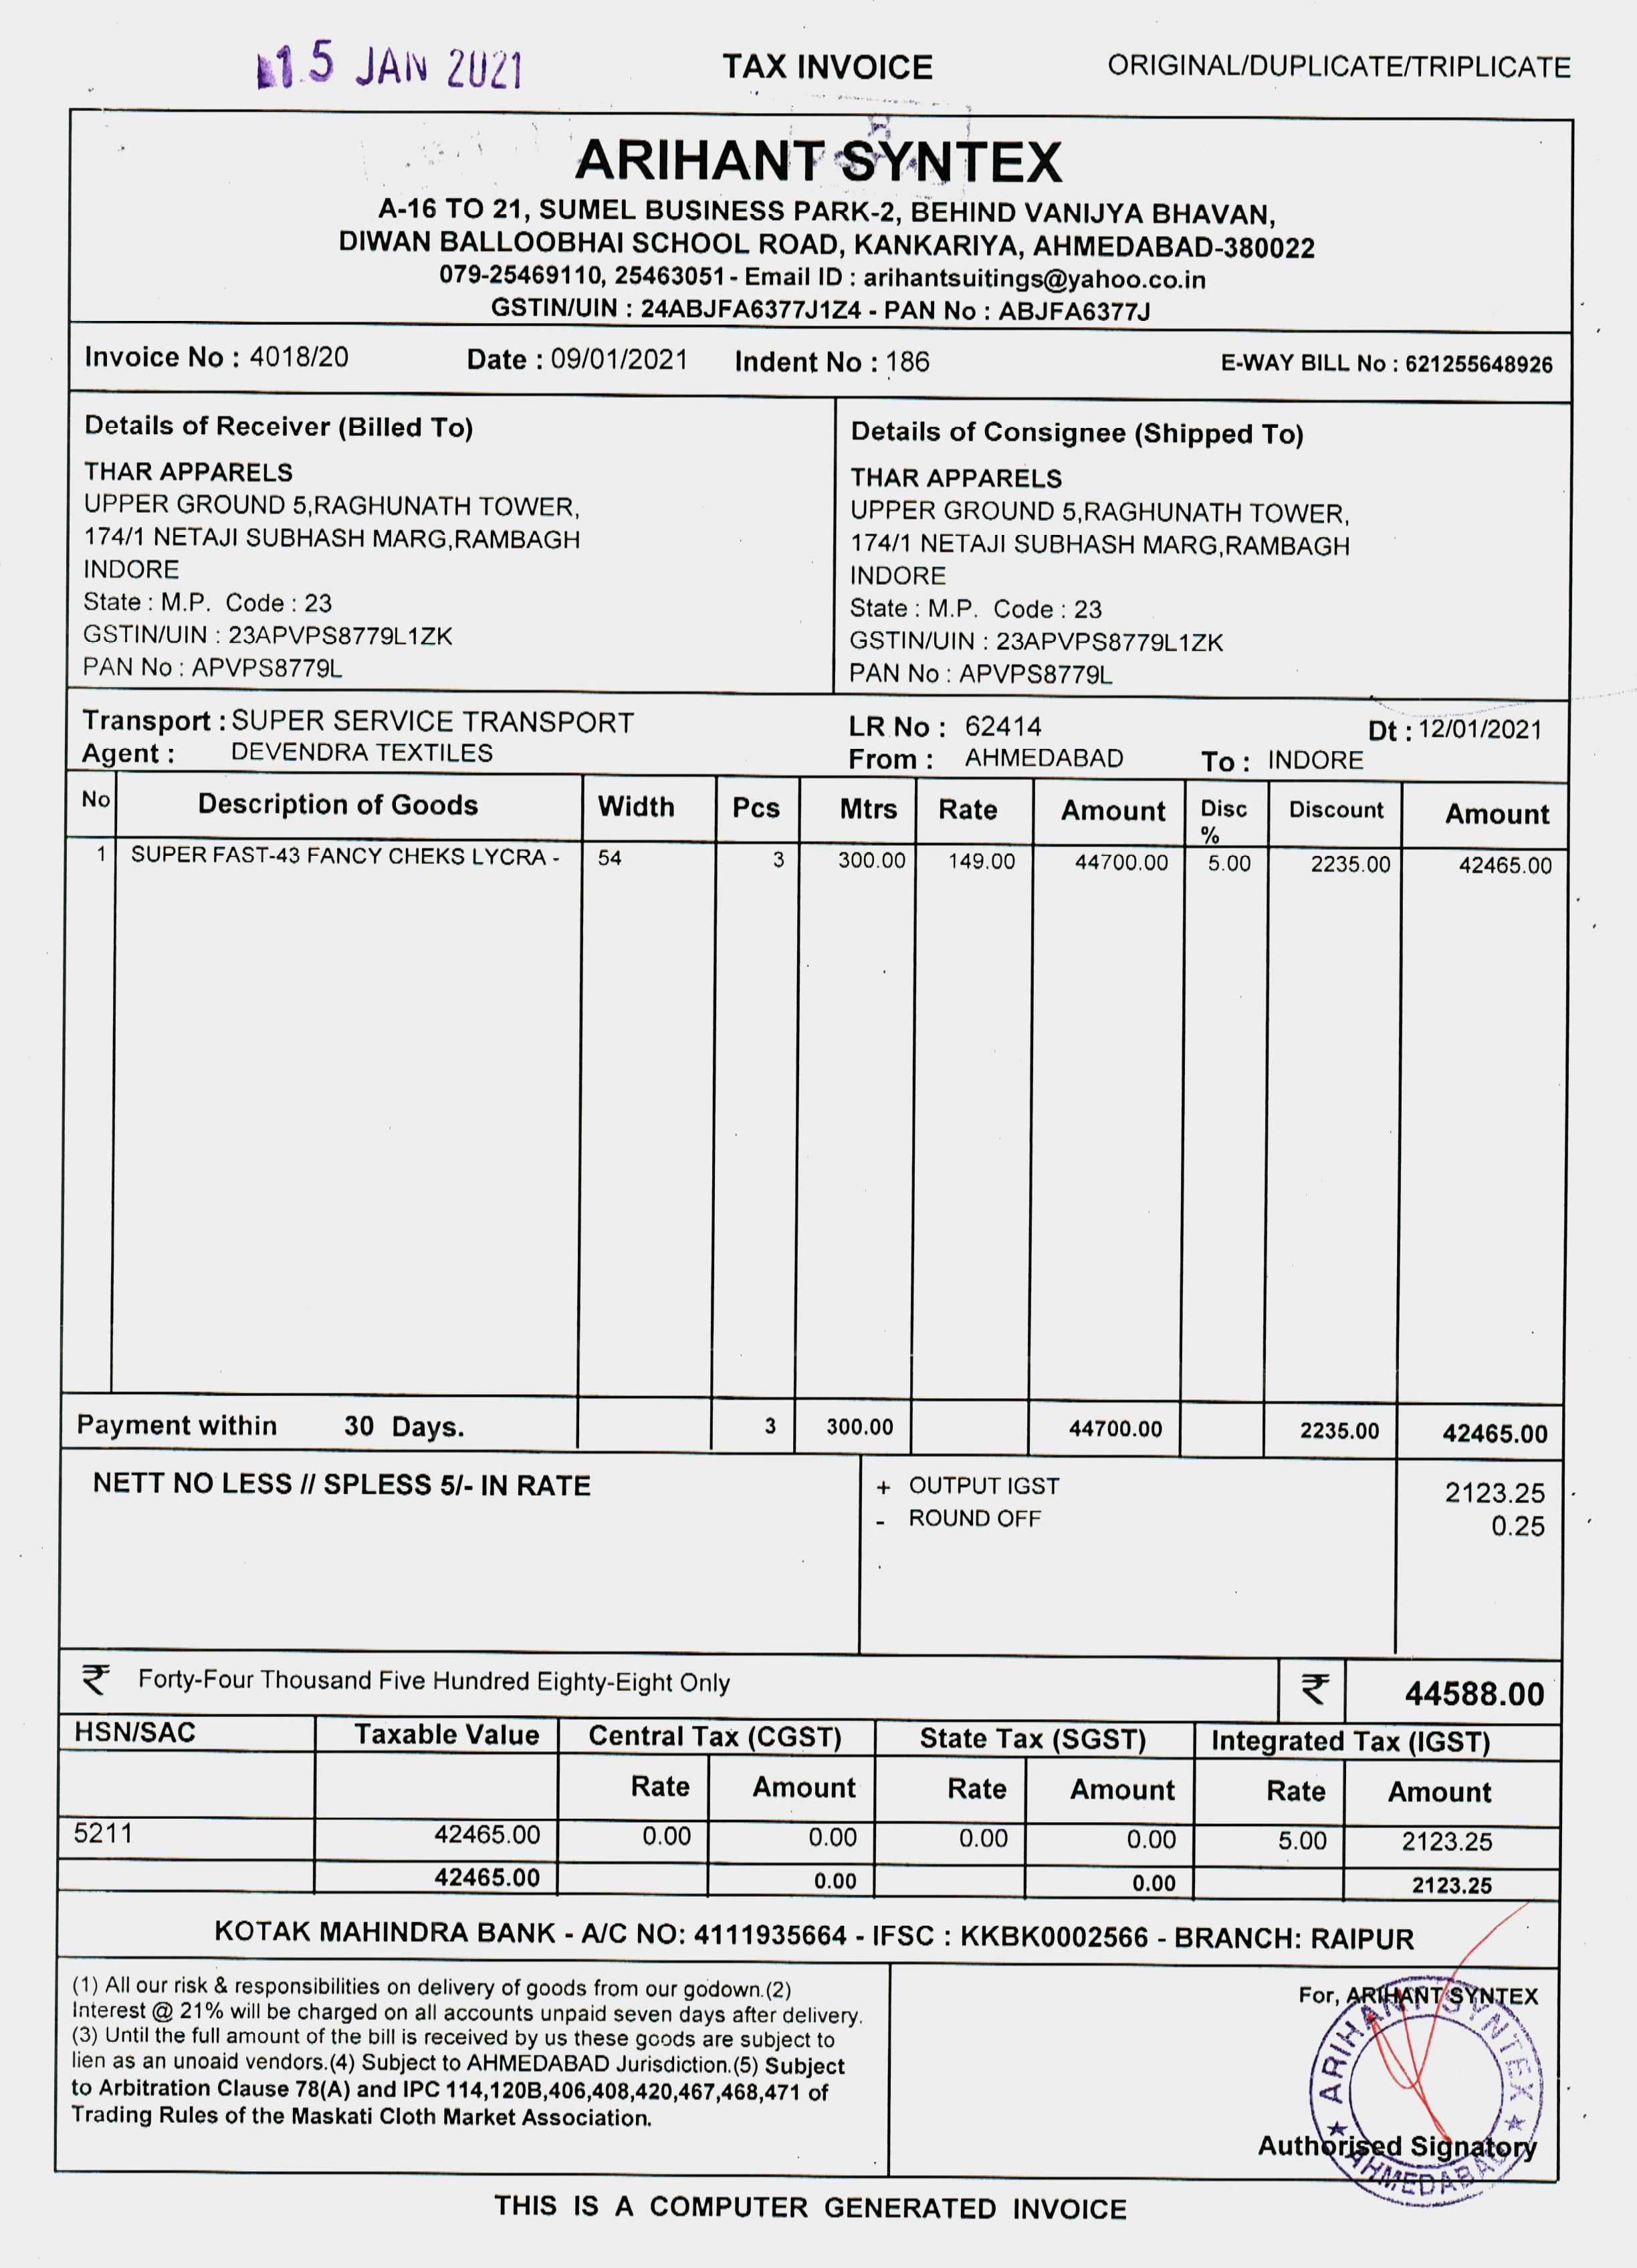 15 JAN 2021
TAX INVOICE
ORIGINAL/DUPLICATE/TRIPLICATE
ARIHANT SYNTEX
A-16 TO 21, SUMEL BUSINESS PARK-2, BEHIND VANIJYA BHAVAN,
DIWAN BALLOOBHAI SCHOOL ROAD, KANKARIYA, AHMEDABAD-380022
079-25469110, 25463051 - Email ID : arihantsuitings@yahoo.co.in
GSTIN/UIN : 24ABJFA6377J1Z4 - PAN No : ABJFA6377J
Invoice No : 4018/20 Date : 09/01/2021 Indent No : 186 E-WAY BILL No : 621255648926
Details of Receiver (Billed To)
THAR APPARELS
UPPER GROUND 5,RAGHUNATH TOWER,
174/1 NETAJI SUBHASH MARG,RAMBAGH
INDORE
State : M.P. Code : 23
GSTIN/UIN : 23APVPS8779L1ZK
PAN No : APVPS8779L
Details of Consignee (Shipped To)
THAR APPARELS
UPPER GROUND 5,RAGHUNATH TOWER,
174/1 NETAJI SUBHASH MARG,RAMBAGH
INDORE
State : M.P. Code : 23
GSTIN/UIN : 23APVPS8779L1ZK
PAN No : APVPS8779L
Transport : SUPER SERVICE TRANSPORT LR No : 62414 Dt : 12/01/2021
Agent : DEVENDRA TEXTILES From : AHMEDABAD To : INDORE
No Description of Goods Width Pcs Mtrs Rate Amount Disc % Discount Amount
1 SUPER FAST-43 FANCY CHEKS LYCRA - 54 3 300.00 149.00 44700.00 5.00 2235.00 42465.00
Payment within 30 Days. 3 300.00 44700.00 2235.00 42465.00
NETT NO LESS // SPLESS 5/- IN RATE
+ OUTPUT IGST 2123.25
- ROUND OFF 0.25
₹ Forty-Four Thousand Five Hundred Eighty-Eight Only ₹ 44588.00
HSN/SAC Taxable Value Central Tax (CGST) State Tax (SGST) Integrated Tax (IGST)
Rate Amount Rate Amount Rate Amount
5211 42465.00 0.00 0.00 0.00 0.00 5.00 2123.25
42465.00 0.00 0.00 2123.25
KOTAK MAHINDRA BANK - A/C NO: 4111935664 - IFSC : KKBK0002566 - BRANCH: RAIPUR
(1) All our risk & responsibilities on delivery of goods from our godown.(2)
Interest @ 21% will be charged on all accounts unpaid seven days after delivery.
(3) Until the full amount of the bill is received by us these goods are subject to
lien as an unoaid vendors.(4) Subject to AHMEDABAD Jurisdiction.(5) Subject
to Arbitration Clause 78(A) and IPC 114,120B,406,408,420,467,468,471 of
Trading Rules of the Maskati Cloth Market Association.
For, ARIHANT SYNTEX
ARIHANT SYNTEX
★ AHMEDABAD ★
Authorised Signatory
THIS IS A COMPUTER GENERATED INVOICE